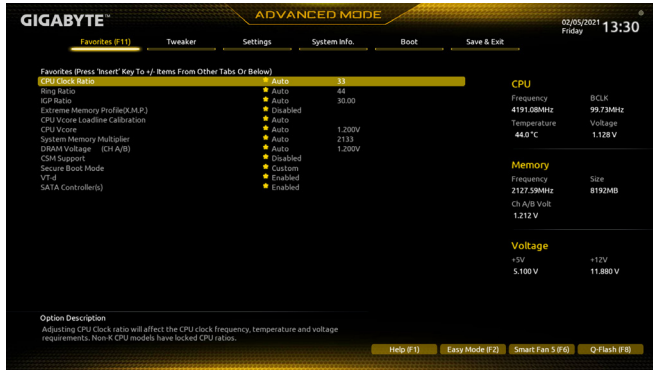 GIGABYTE™
ADVANCED MODE
02/05/2021 Friday 13:30
Favorites (F11) Tweaker Settings System Info. Boot Save & Exit
Favorites (Press 'Insert' Key To +/- Items From Other Tabs Or Below)
CPU Clock Ratio Auto 33
Ring Ratio Auto 44
IGP Ratio Auto 30.00
Extreme Memory Profile(X.M.P.) Disabled
CPU Vcore Loadline Calibration Auto
CPU Vcore Auto 1.200V
System Memory Multiplier Auto 2133
DRAM Voltage (CH A/B) Auto 1.200V
CSM Support Disabled
Secure Boot Mode Custom
VT-d Enabled
SATA Controller(s) Enabled
CPU
Frequency BCLK
4191.08MHz 99.73MHz
Temperature Voltage
44.0°C 1.128 V
Memory
Frequency Size
2127.59MHz 8192MB
Ch A/B Volt
1.212 V
Voltage
+5V +12V
5.100 V 11.880 V
Option Description
Adjusting CPU Clock ratio will affect the CPU clock frequency, temperature and voltage
requirements. Non-K CPU models have locked CPU ratios.
Help (F1) Easy Mode (F2) Smart Fan 5 (F6) Q-Flash (F8)